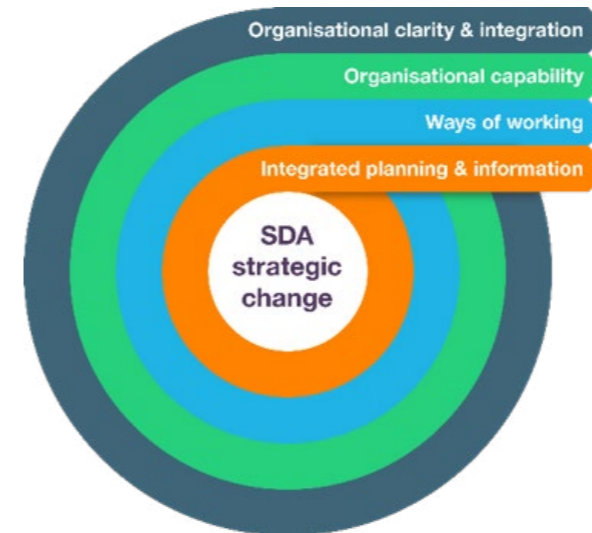 Organisational clarity & integration
Organisational capability
Ways of working
Integrated planning & information
SDA
strategic
change